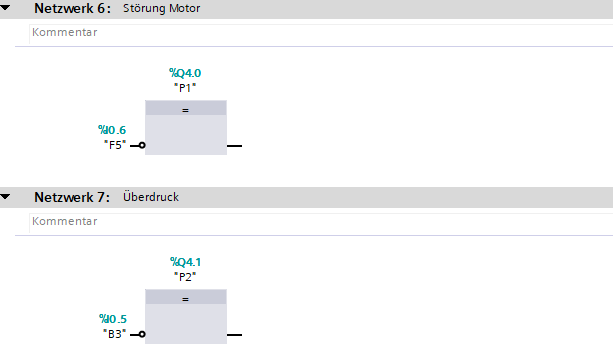 Netzwerk 6: Störung Motor
Kommentar
%Q4.0
"P1"
=
%I0.6
"F5"
Netzwerk 7: Überdruck
Kommentar
%Q4.1
"P2"
=
%I0.5
"B3"